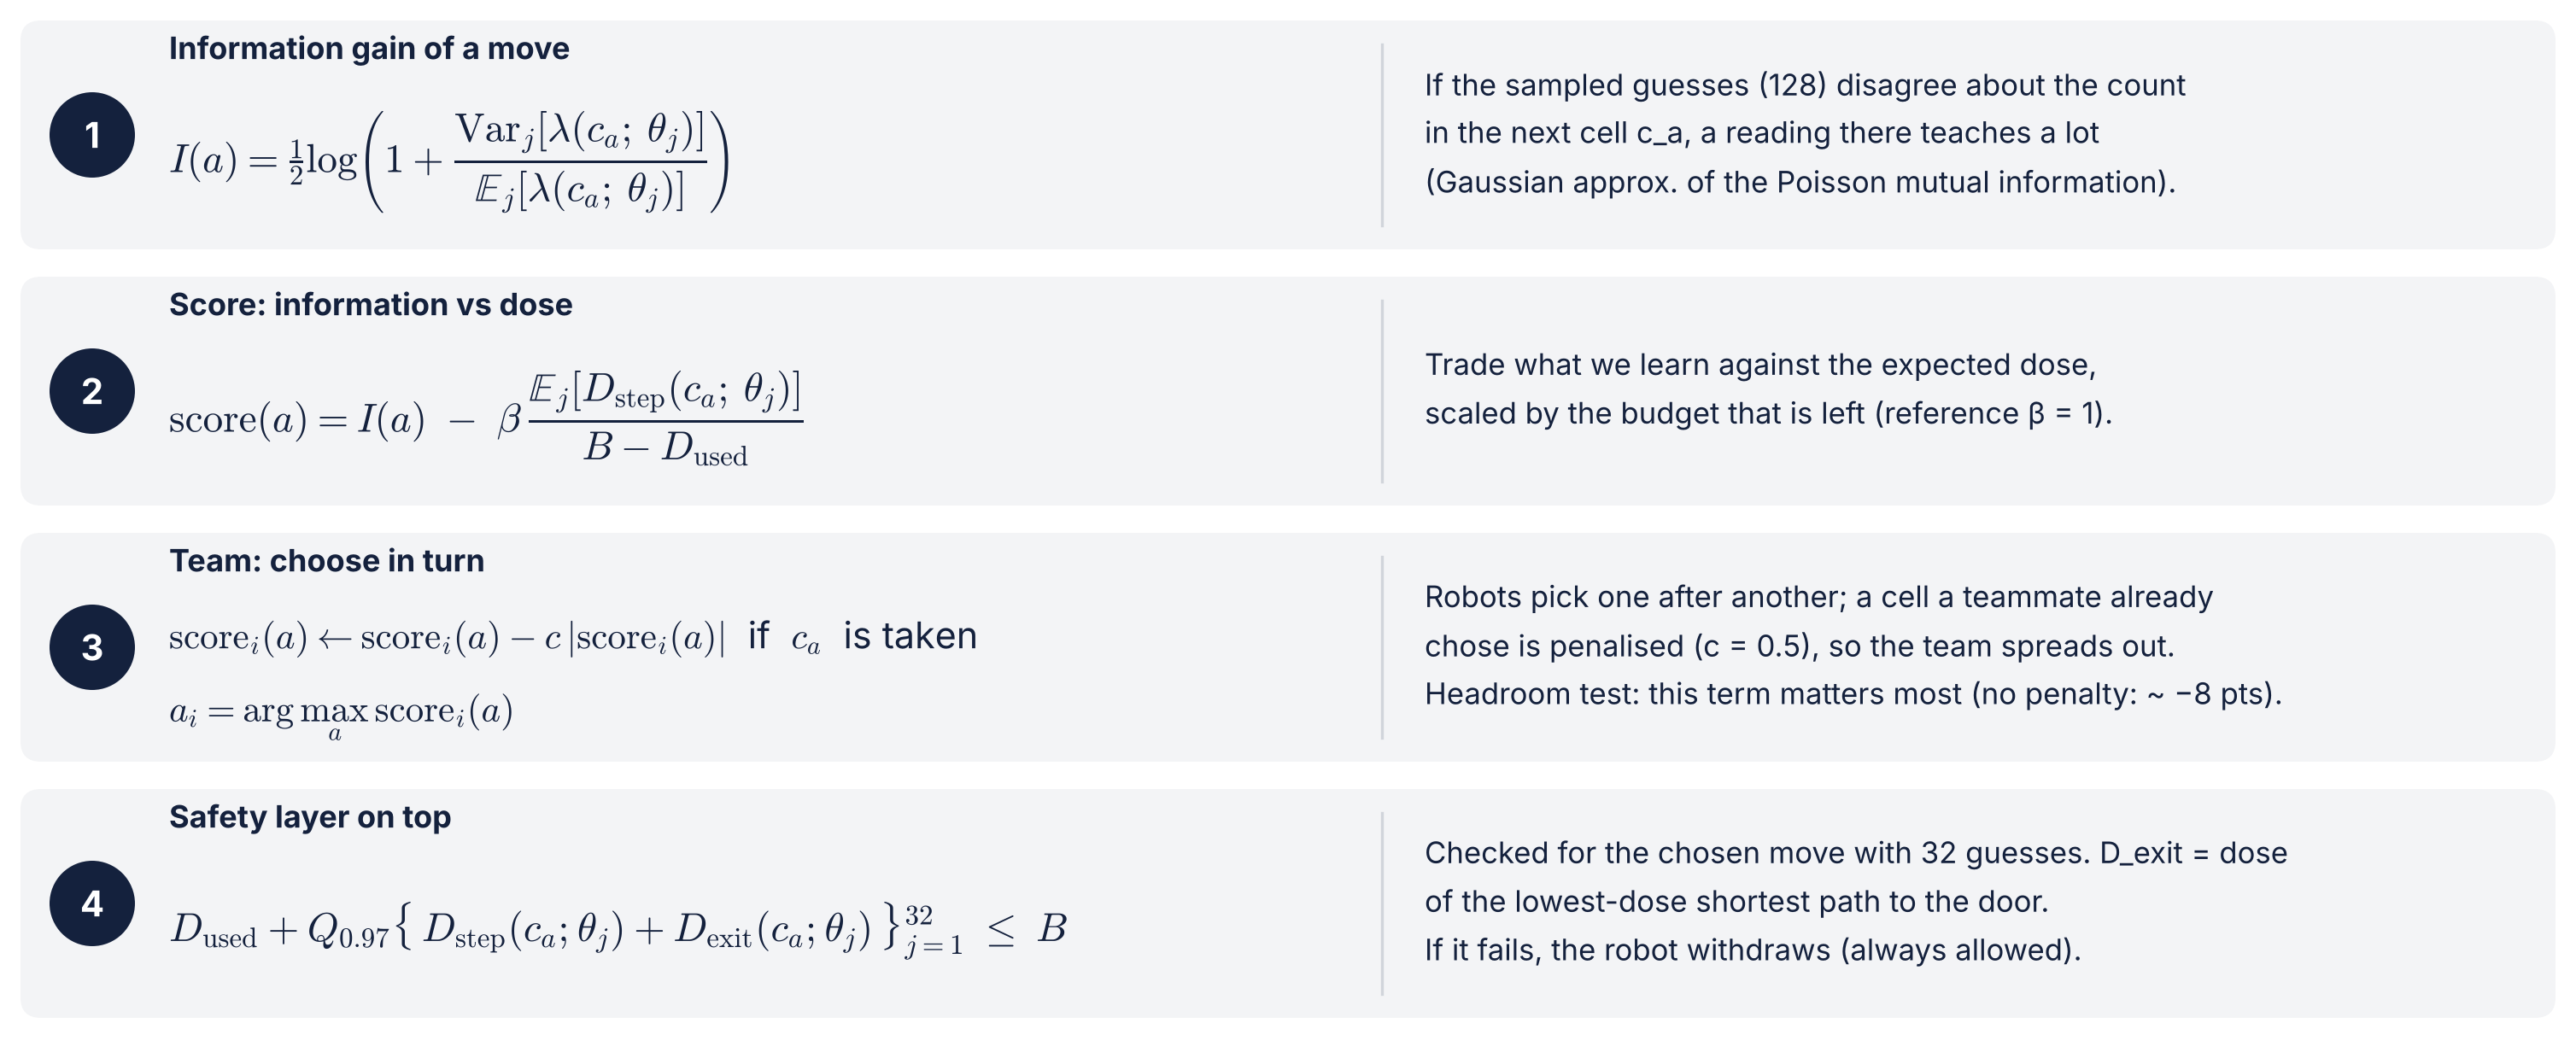 Information gain of a move
1
I(a) = ½ log(1 + Var_j[λ(c_a; θ_j)] / 𝔼_j[λ(c_a; θ_j)])
If the sampled guesses (128) disagree about the count
in the next cell c_a, a reading there teaches a lot
(Gaussian approx. of the Poisson mutual information).
Score: information vs dose
2
score(a) = I(a) − β 𝔼_j[D_step(c_a; θ_j)] / (B − D_used)
Trade what we learn against the expected dose,
scaled by the budget that is left (reference β = 1).
Team: choose in turn
3
score_i(a) ← score_i(a) − c |score_i(a)| if c_a is taken
a_i = arg max_a score_i(a)
Robots pick one after another; a cell a teammate already
chose is penalised (c = 0.5), so the team spreads out.
Headroom test: this term matters most (no penalty: ~ −8 pts).
Safety layer on top
4
D_used + Q_0.97{ D_step(c_a; θ_j) + D_exit(c_a; θ_j) }_{j=1}^{32} ≤ B
Checked for the chosen move with 32 guesses. D_exit = dose
of the lowest-dose shortest path to the door.
If it fails, the robot withdraws (always allowed).